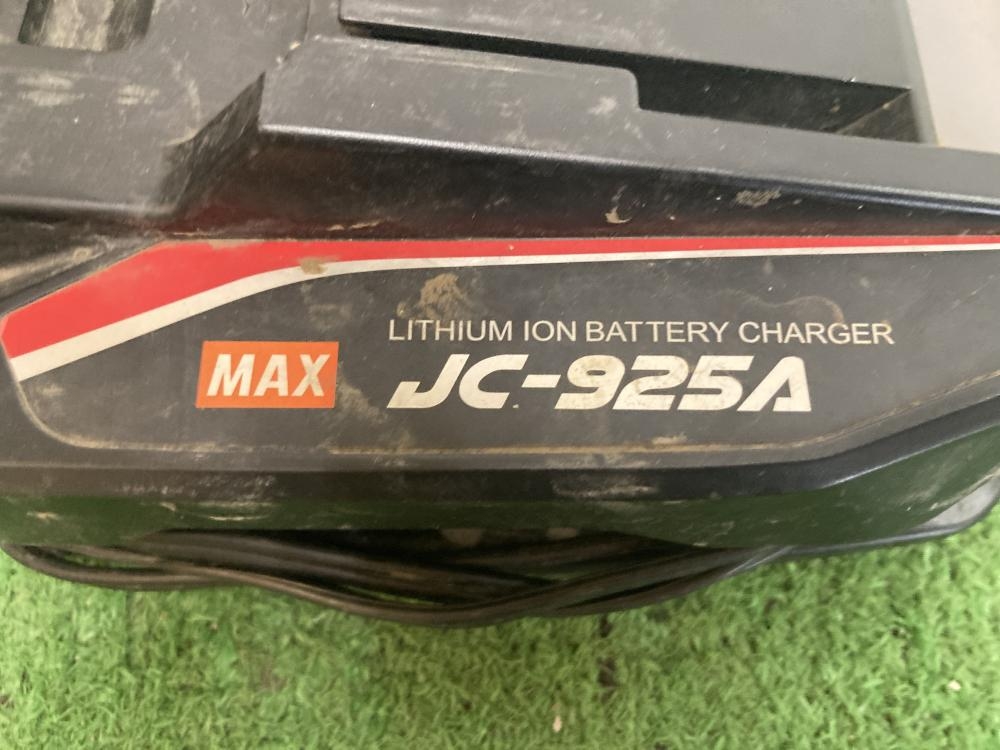 LITHIUM ION BATTERY CHARGER
MAX JC-925A